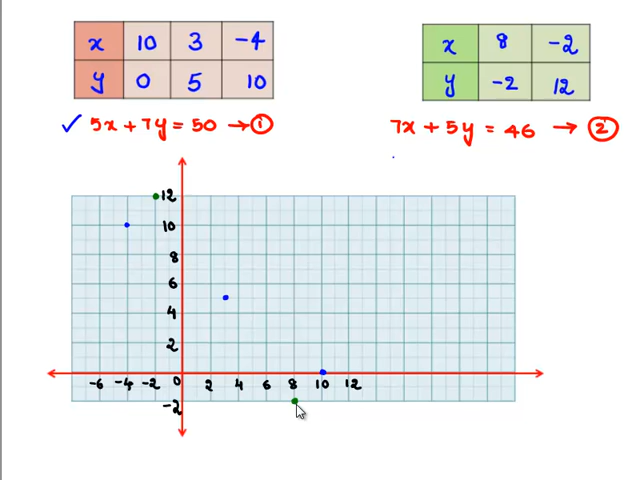 x 10 3 -4
y 0 5 10
x 8 -2
y -2 12
✓ 5x + 7y = 50 → ①
7x + 5y = 46 → ②
12
10
8
6
4
2
-6 -4 -2 0 2 4 6 8 10 12
-2